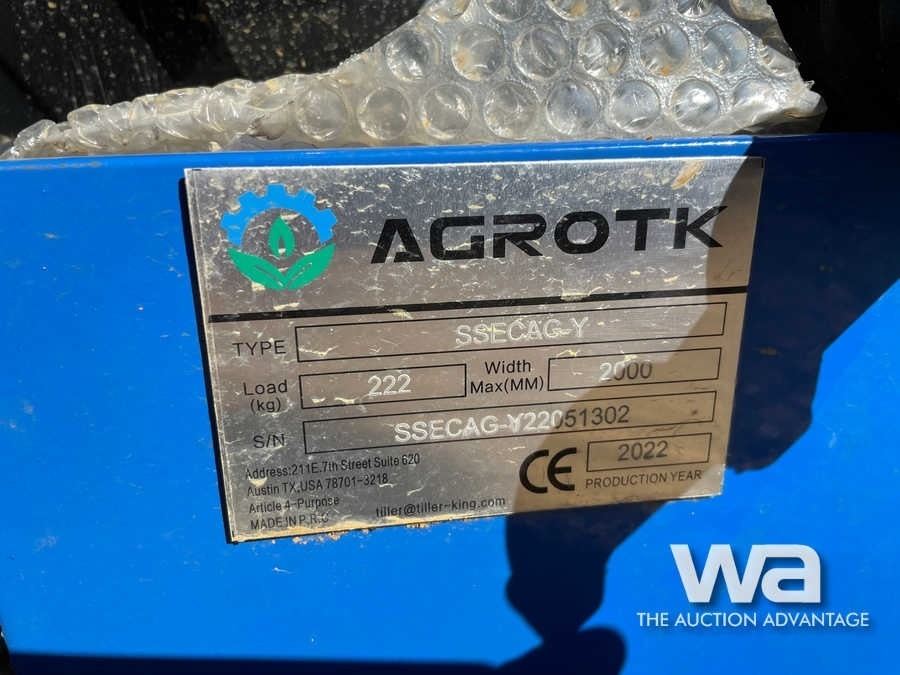 AGROTK
TYPE SSECAG-Y
Load (kg) 222 Width Max(MM) 2000
S/N SSECAG-Y22051302
Address:211E.7th Street Suite 620
Austin TX,USA 78701-3218
Article 4-Purpose
MADE IN P.R.C
tiller@tiller-king.com
CE 2022
PRODUCTION YEAR
wa
THE AUCTION ADVANTAGE